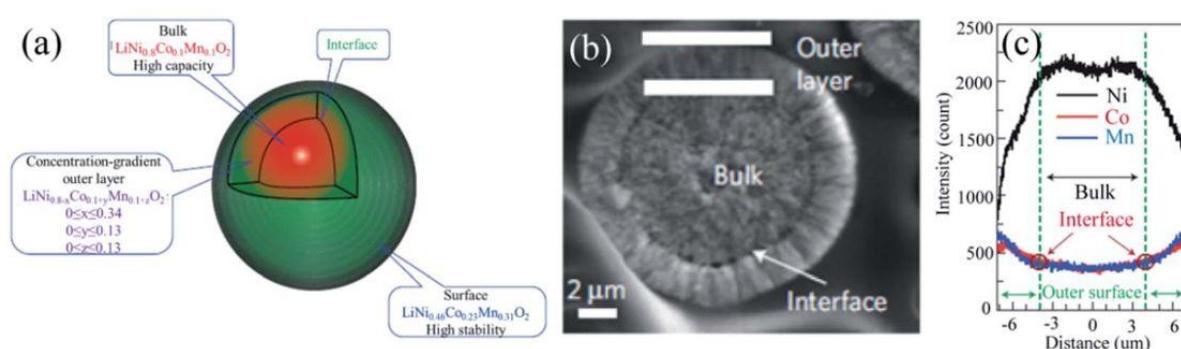 (a)
Bulk
LiNi0.8Co0.1Mn0.1O2
High capacity
Interface
Concentration-gradient
outer layer
LiNi0.8-xCo0.1+yMn0.1+zO2
0≤x≤0.34
0≤y≤0.13
0≤z≤0.13
Surface
LiNi0.46Co0.23Mn0.31O2
High stability
(b)
Outer
layer
Bulk
Interface
2 μm
(c)
Intensity (count)
2500
2000
1500
1000
500
0
Ni
Co
Mn
Bulk
Interface
Outer surface
-6 -3 0 3 6
Distance (um)